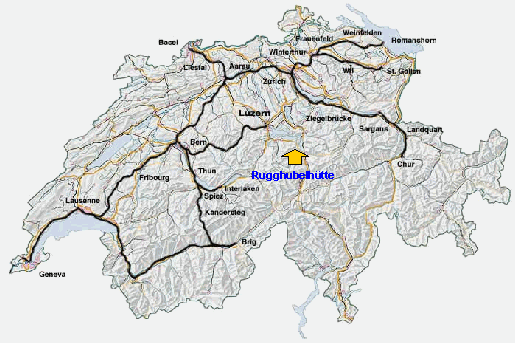 Weinfelden
Frauenfeld
Romanshorn
Basel
Winterthur
Liestal
Aarau
Wil
St. Gallen
Zürich
Luzern
Ziegelbrücke
Sargans
Landquart
Bern
Chur
Rugghubelhütte
Thun
Fribourg
Interlaken
Spiez
Lausanne
Kandersteg
Brig
Geneva